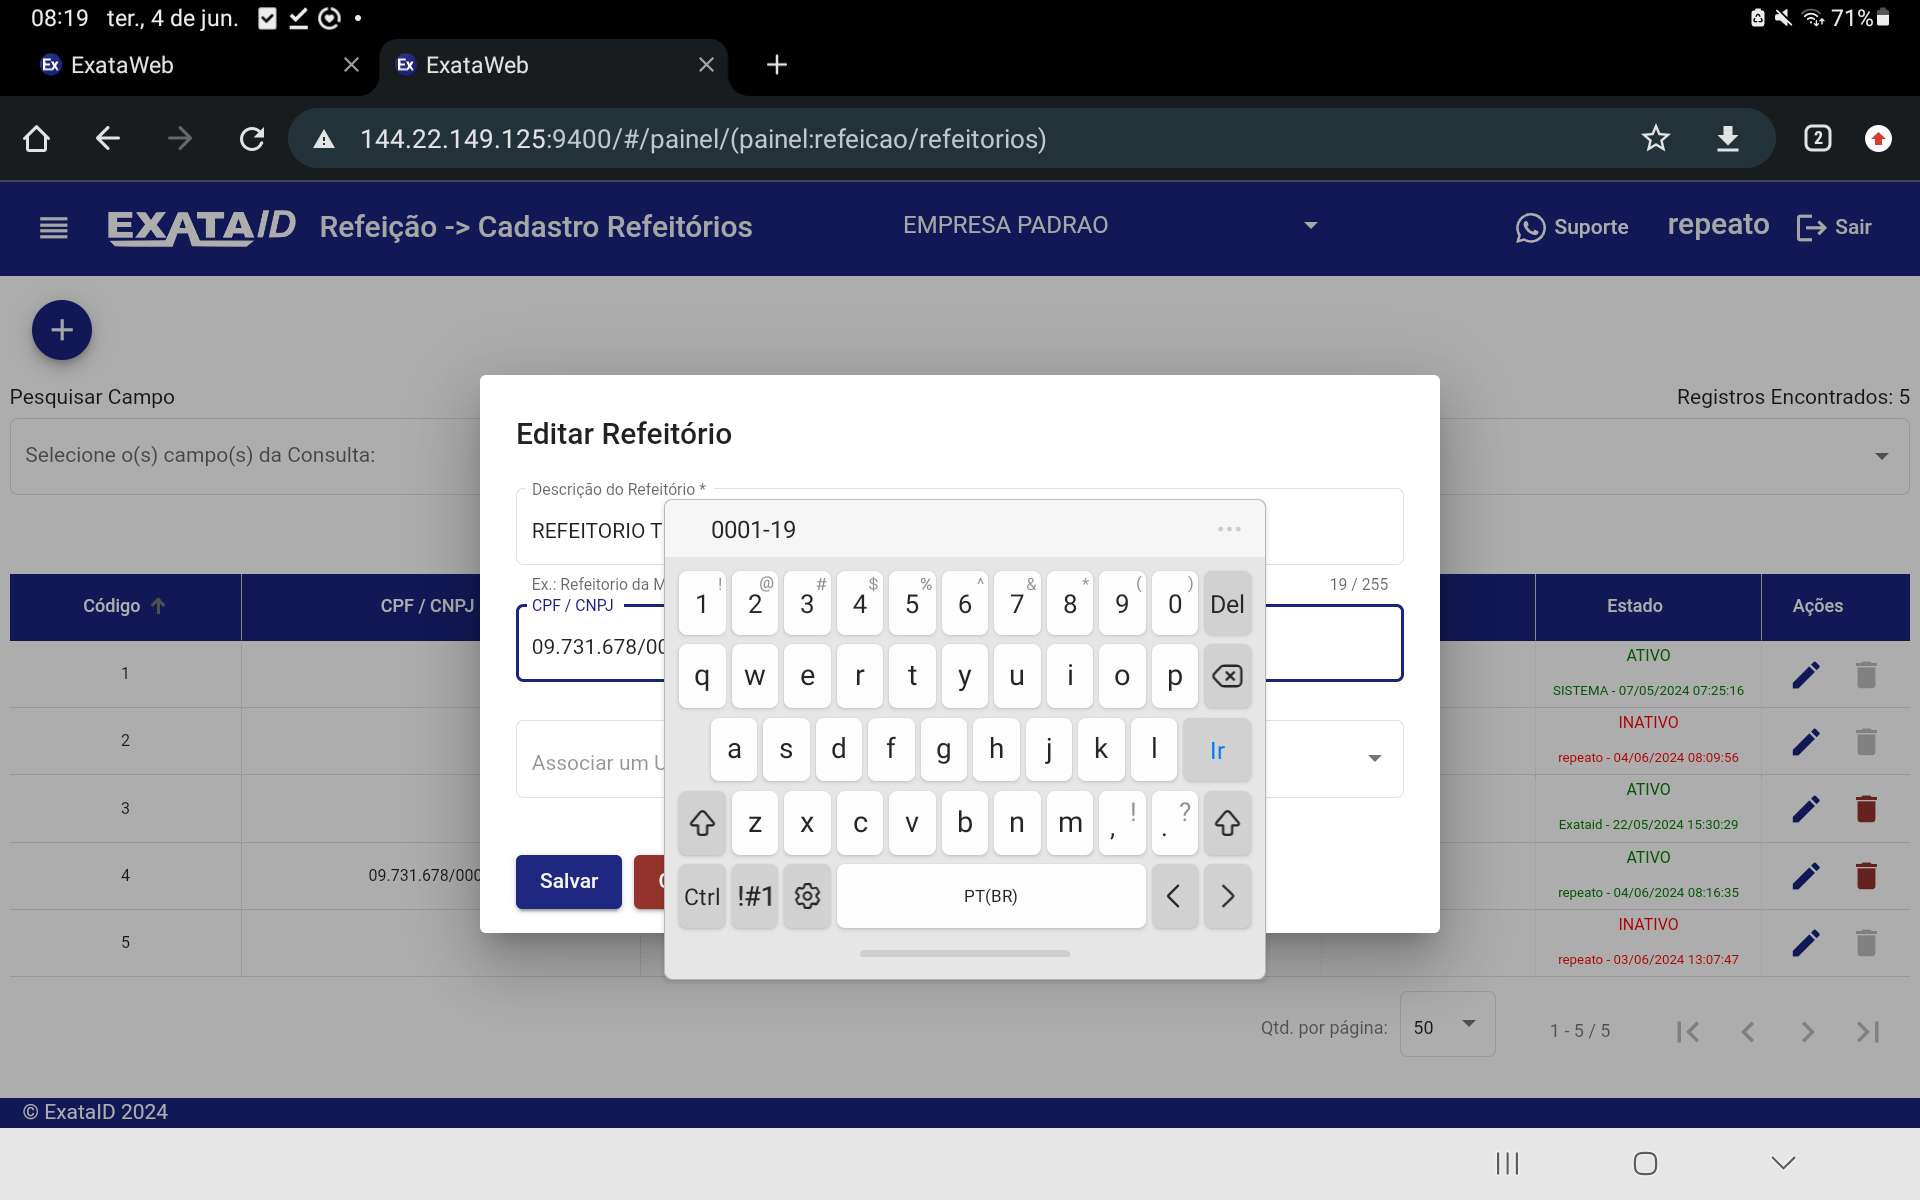 08:19 ter., 4 de jun. 71%
Ex ExataWeb
Ex ExataWeb
144.22.149.125:9400/#/painel/(painel:refeicao/refeitorios)
2
EXATAID Refeição -> Cadastro Refeitórios EMPRESA PADRAO Suporte repeato Sair
Pesquisar Campo Registros Encontrados: 5
Selecione o(s) campo(s) da Consulta:
Editar Refeitório
Descrição do Refeitório *
REFEITORIO T
Ex.: Refeitorio da M 19 / 255
CPF / CNPJ
09.731.678/00
Associar um U
Salvar
0001-19
! @ # $ % ^ & * ( )
1 2 3 4 5 6 7 8 9 0 Del
q w e r t y u i o p
a s d f g h j k l Ir
z x c v b n m , ! . ?
Ctrl !#1 PT(BR)
Código CPF / CNPJ Estado Ações
1 ATIVO
SISTEMA - 07/05/2024 07:25:16
2 INATIVO
repeato - 04/06/2024 08:09:56
3 ATIVO
Exataid - 22/05/2024 15:30:29
4 09.731.678/000 ATIVO
repeato - 04/06/2024 08:16:35
5 INATIVO
repeato - 03/06/2024 13:07:47
Qtd. por página: 50 1 - 5 / 5
© ExataID 2024